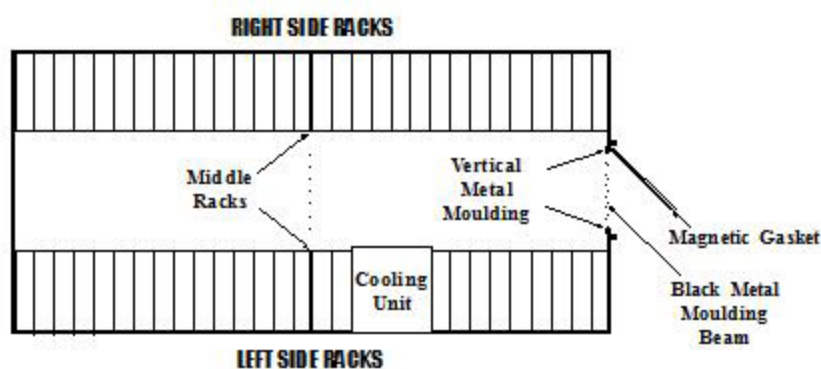 RIGHT SIDE RACKS
Middle
Racks
Vertical
Metal
Moulding
Magnetic Gasket
Cooling
Unit
Black Metal
Moulding
Beam
LEFT SIDE RACKS